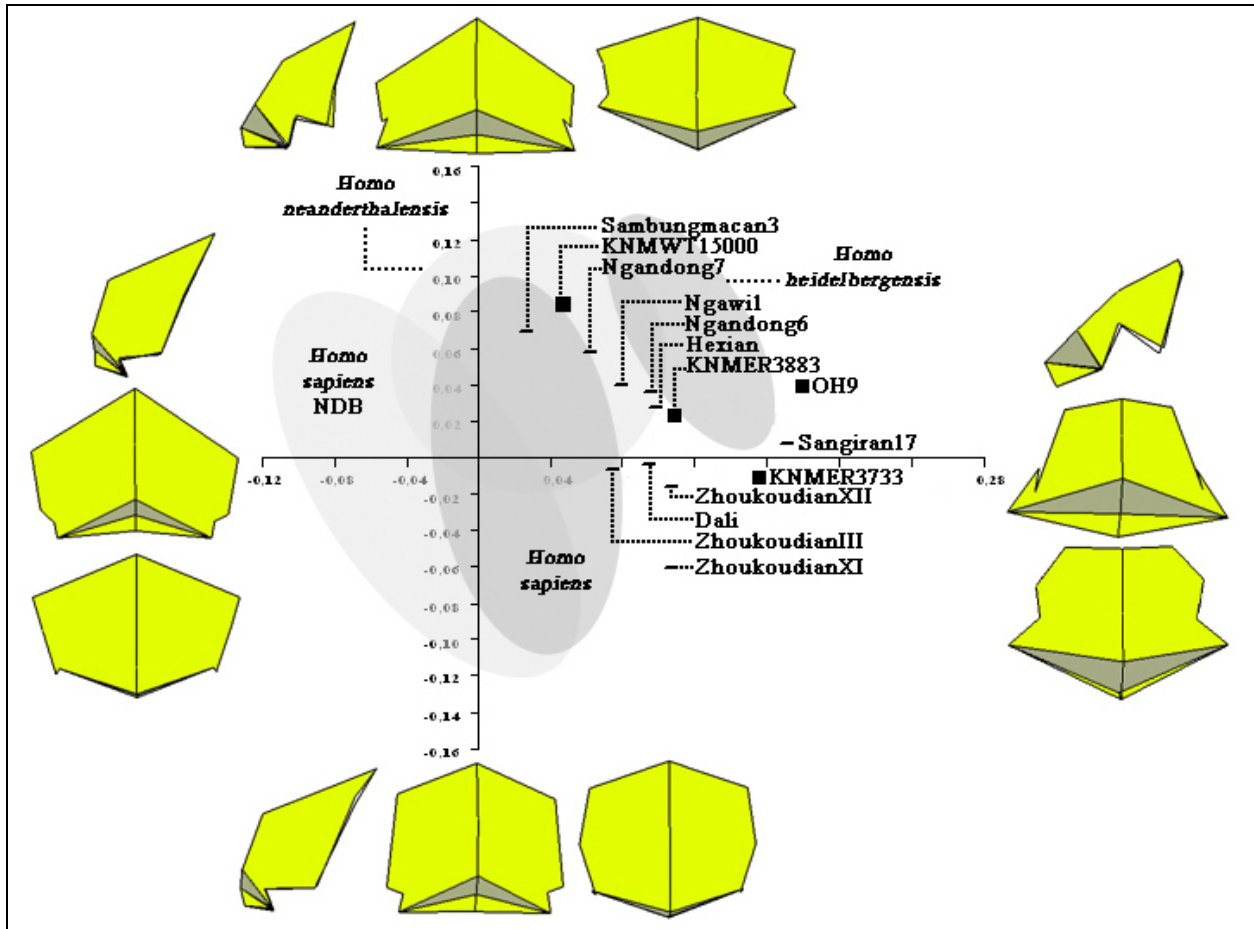 0,16
Homo
neanderthalensis
0,12
0,10
0,08
0,06
0,04
0,02
Sambungmacan3
KNMWT15000
Ngandong7
Homo
heidelbergensis
Ngawi1
Ngandong6
Hexian
KNMER3883
Homo
sapiens
NDB
OH9
Sangiran17
-0,12
-0,08
-0,04
0,04
0,28
KNMER3733
ZhoukoudianXII
Dali
ZhoukoudianIII
ZhoukoudianXI
Homo
sapiens
-0,02
-0,04
-0,06
-0,08
-0,10
-0,12
-0,14
-0,16